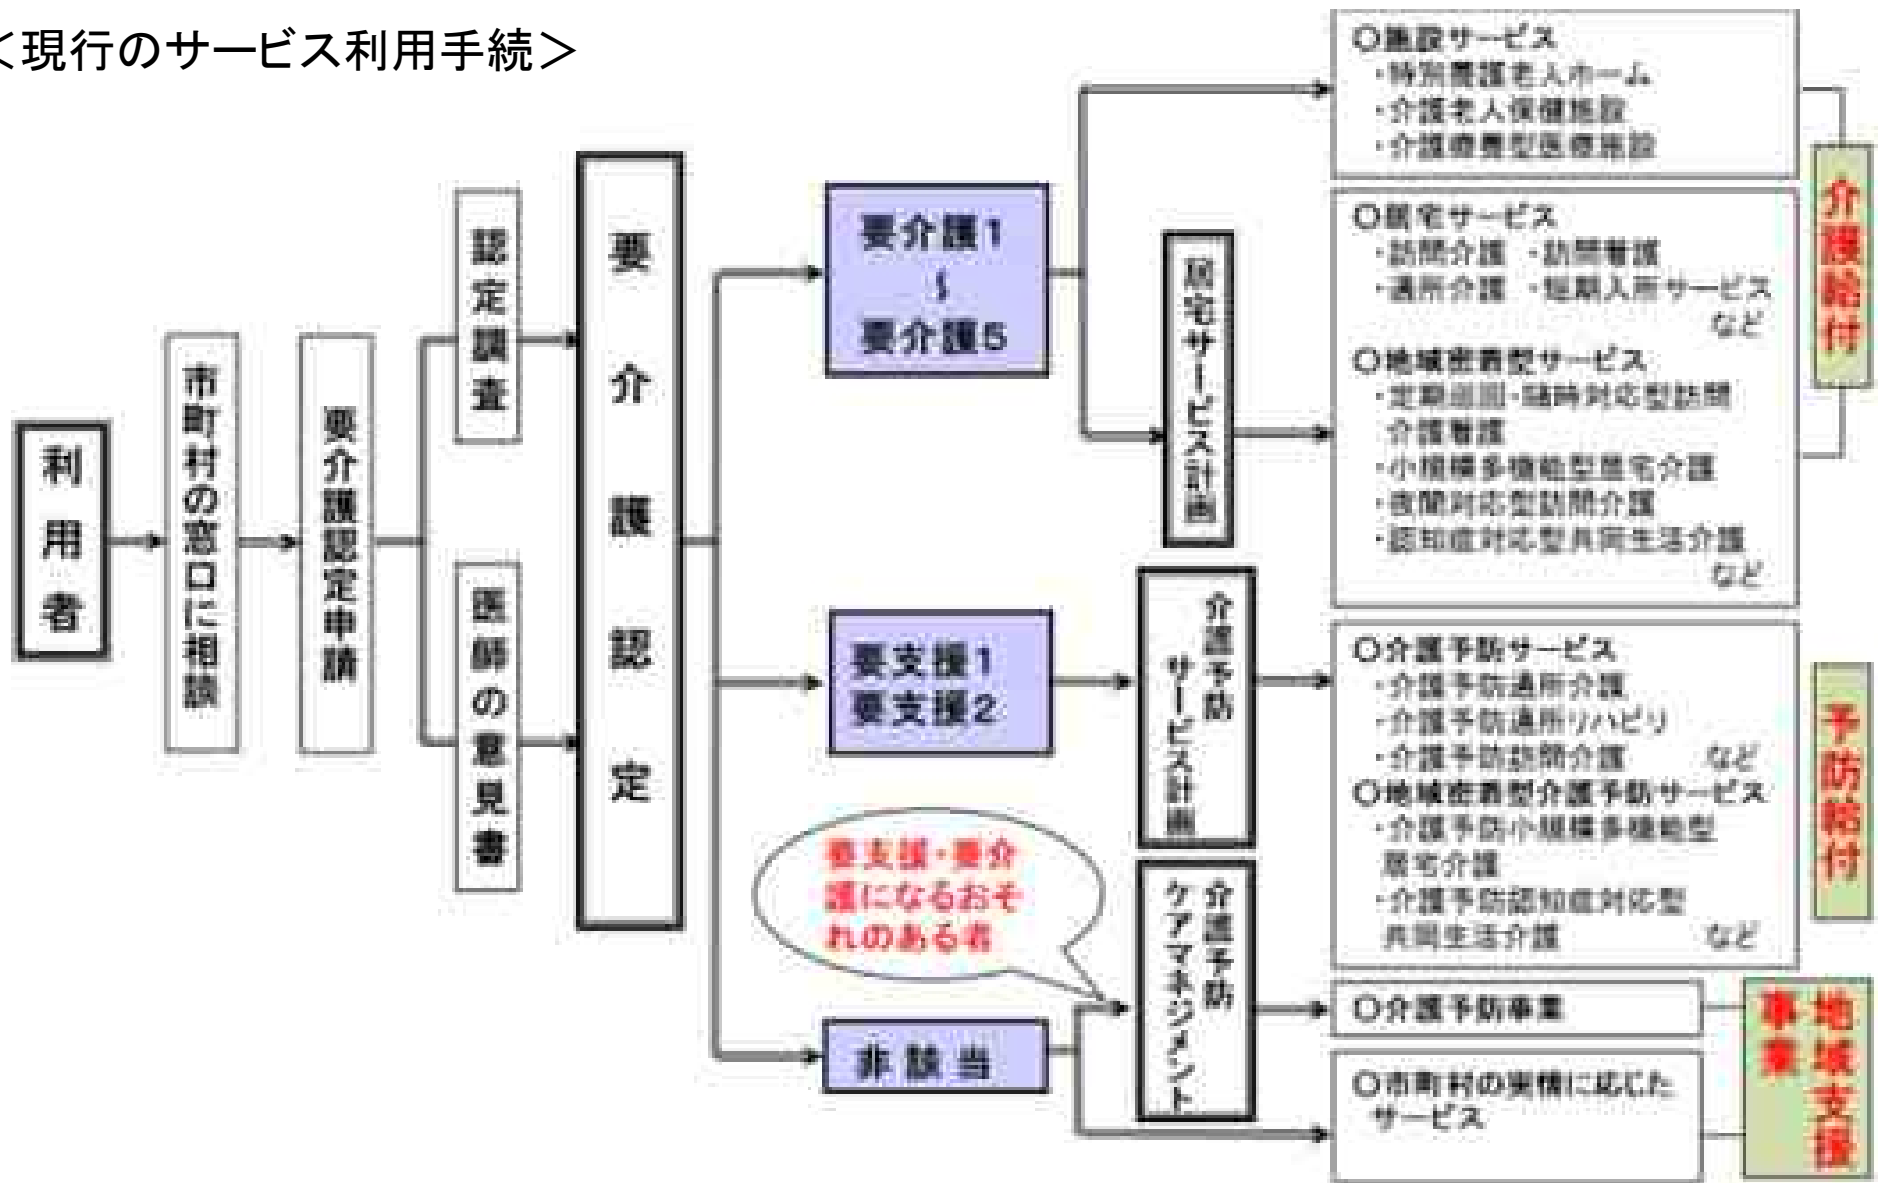 ＜現行のサービス利用手続＞
利用者
市町村の窓口に相談
要介護認定申請
認定調査
医師の意見書
要介護認定
要介護1
〜
要介護5
要支援1
要支援2
非該当
要支援・要介
護になるおそ
れのある者
居宅サービス計画
介護予防
サービス計画
介護予防
ケアマネジメント
○施設サービス
・特別養護老人ホーム
・介護老人保健施設
・介護療養型医療施設
○居宅サービス
・訪問介護 ・訪問看護
・通所介護 ・短期入所サービス
など
○地域密着型サービス
・定期巡回・随時対応型訪問
介護看護
・小規模多機能型居宅介護
・夜間対応型訪問介護
・認知症対応型共同生活介護
など
○介護予防サービス
・介護予防通所介護
・介護予防通所リハビリ
・介護予防訪問介護 など
○地域密着型介護予防サービス
・介護予防小規模多機能型
居宅介護
・介護予防認知症対応型
共同生活介護 など
○介護予防事業
○市町村の実情に応じた
サービス
介護給付
予防給付
地域支援
事業